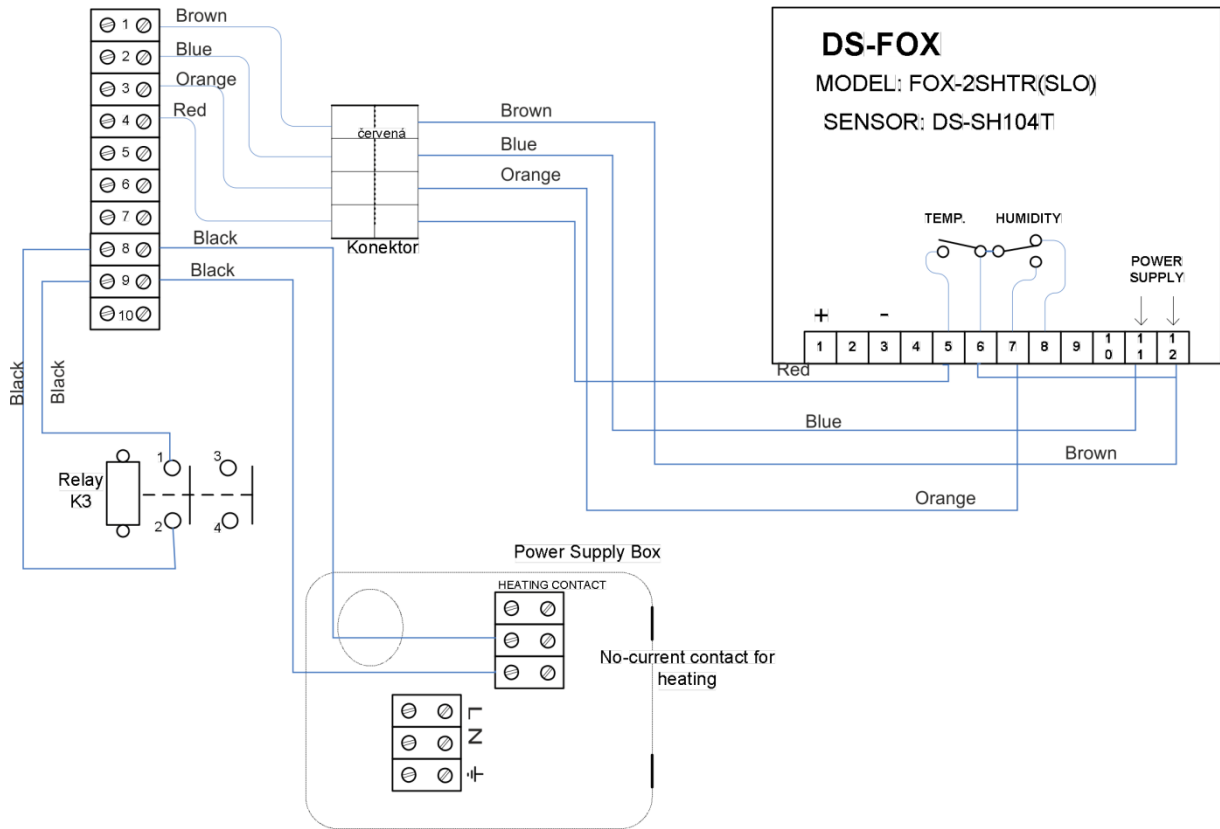 1
2
3
4
5
6
7
8
9
10
Brown
Blue
Orange
Red
červená
Konektor
Brown
Blue
Orange
DS-FOX
MODEL: FOX-2SHTR(SLO)
SENSOR: DS-SH104T
TEMP.
HUMIDITY
POWER
SUPPLY
+
-
1
2
3
4
5
6
7
8
9
10
11
12
Black
Black
Red
Blue
Brown
Orange
Black
Black
Relay
K3
1
2
3
4
Power Supply Box
HEATING CONTACT
No-current contact for
heating
L
N